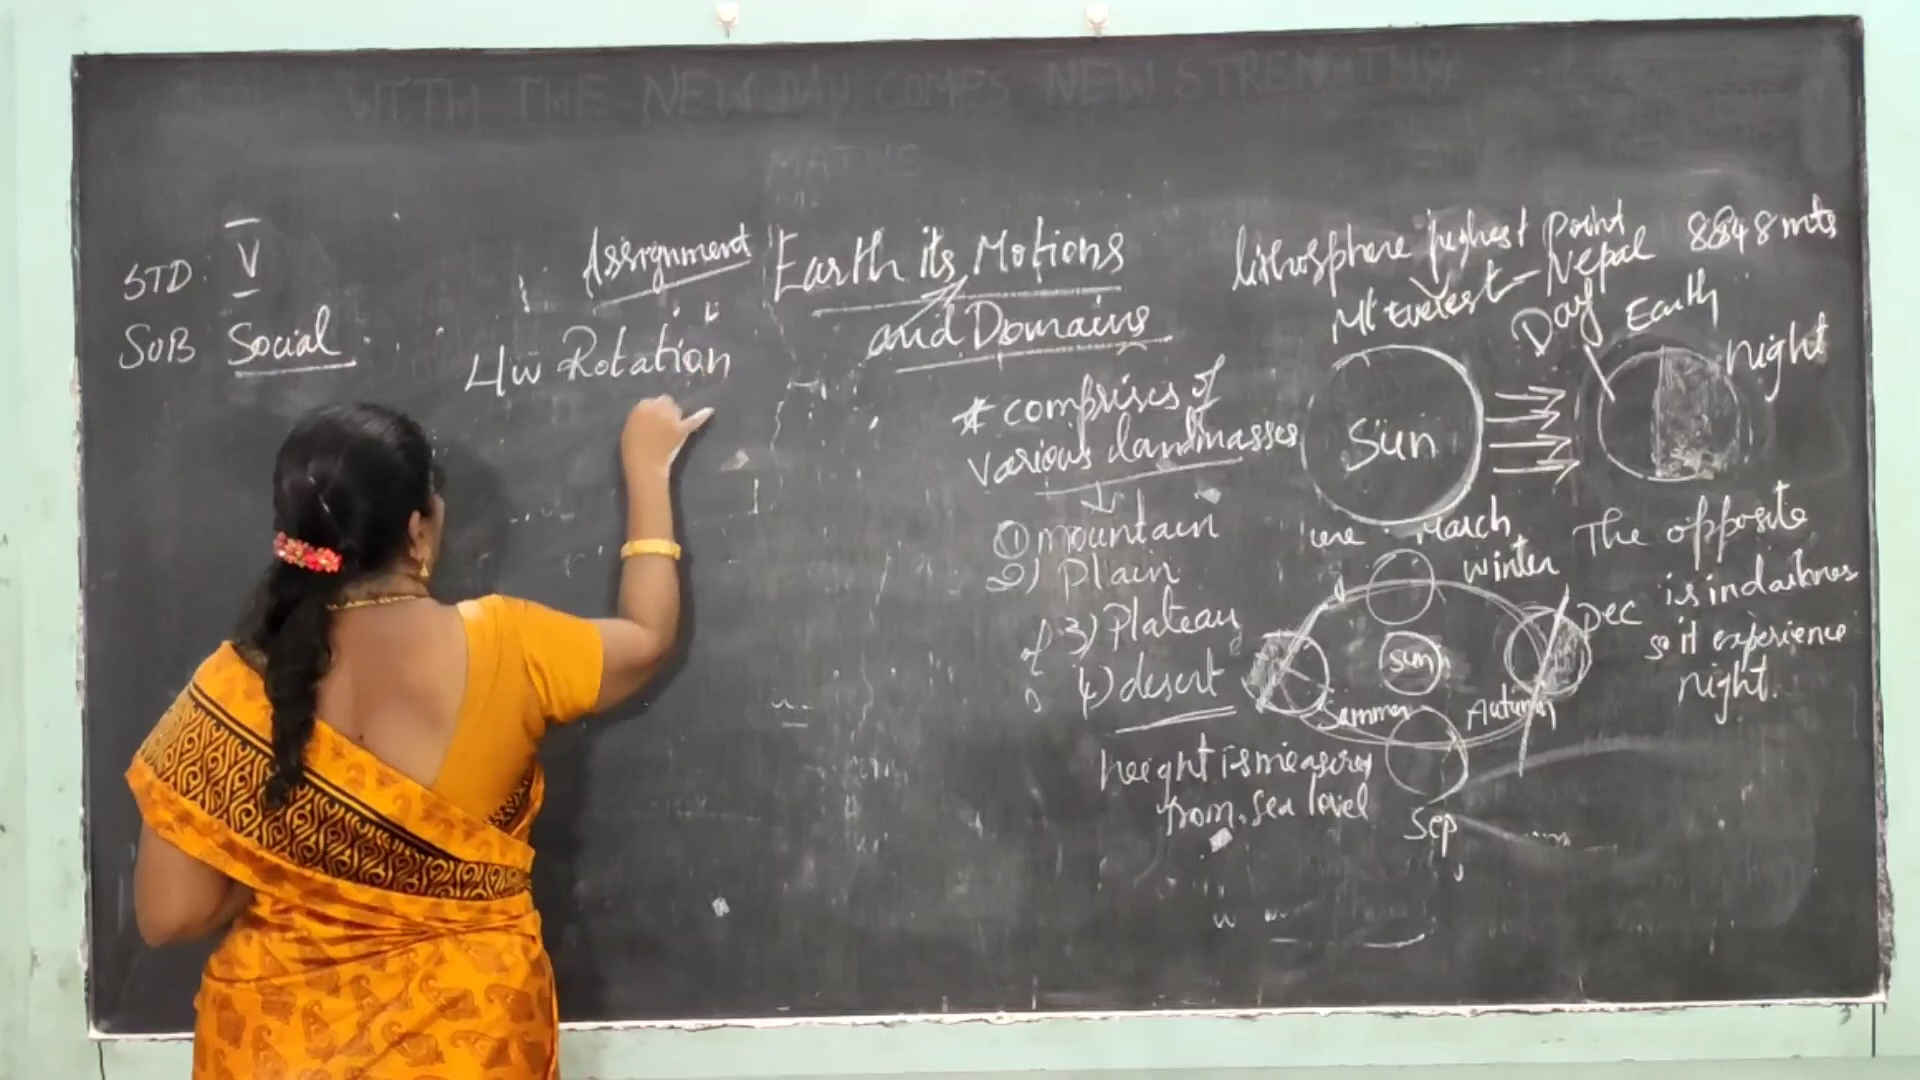 WITH THE NEW DAY COMES NEW STRENGTH
MATHS
STD. V
SUB Social
Assignment
Hw Rotation
Earth its Motions
and Domains
* comprises of
various landmasses
① mountain
2) plain
3) Plateau
4) desert
height is
from sea level
lithosphere highest point
Mt Everest - Nepal 8848 mts
Day Earth
night
Sun
March
winter
Dec
sun
Summer
Autumn
Sep
The opposite
is in darkness
so it experience
night.